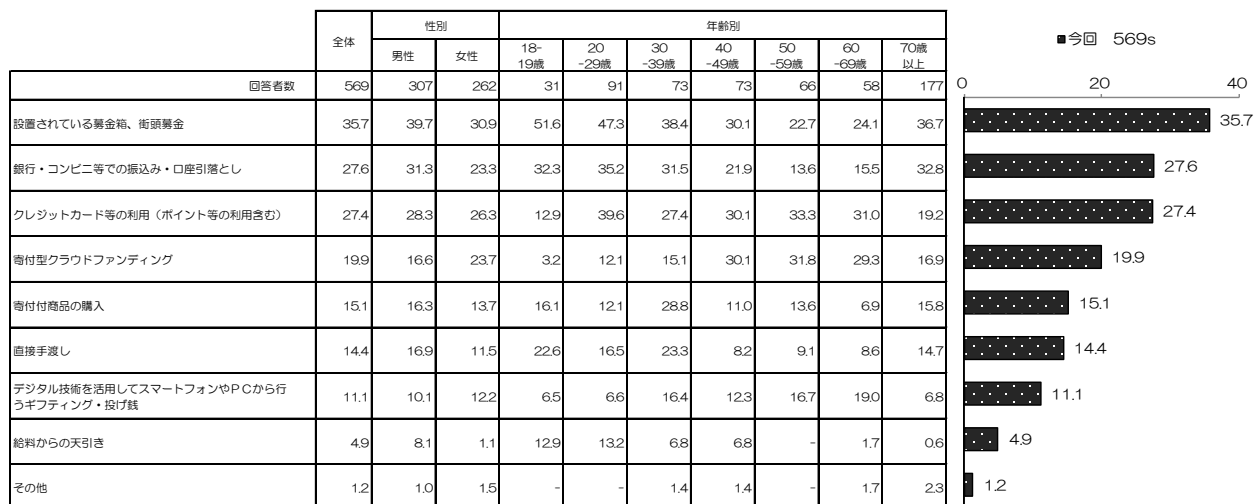 全体 性別 年齢別
男性 女性 18-19歳 20-29歳 30-39歳 40-49歳 50-59歳 60-69歳 70歳以上
回答者数 569 307 262 31 91 73 73 66 58 177
設置されている募金箱、街頭募金 35.7 39.7 30.9 51.6 47.3 38.4 30.1 22.7 24.1 36.7
銀行・コンビニ等での振込み・口座引落とし 27.6 31.3 23.3 32.3 35.2 31.5 21.9 13.6 15.5 32.8
クレジットカード等の利用（ポイント等の利用含む） 27.4 28.3 26.3 12.9 39.6 27.4 30.1 33.3 31.0 19.2
寄付型クラウドファンディング 19.9 16.6 23.7 3.2 12.1 15.1 30.1 31.8 29.3 16.9
寄付付商品の購入 15.1 16.3 13.7 16.1 12.1 28.8 11.0 13.6 6.9 15.8
直接手渡し 14.4 16.9 11.5 22.6 16.5 23.3 8.2 9.1 8.6 14.7
デジタル技術を活用してスマートフォンやPCから行
うギフティング・投げ銭 11.1 10.1 12.2 6.5 6.6 16.4 12.3 16.7 19.0 6.8
給料からの天引き 4.9 8.1 1.1 12.9 13.2 6.8 6.8 - 1.7 0.6
その他 1.2 1.0 1.5 - - 1.4 1.4 - 1.7 2.3
■今回 569s
0 20 40
35.7
27.6
27.4
19.9
15.1
14.4
11.1
4.9
1.2